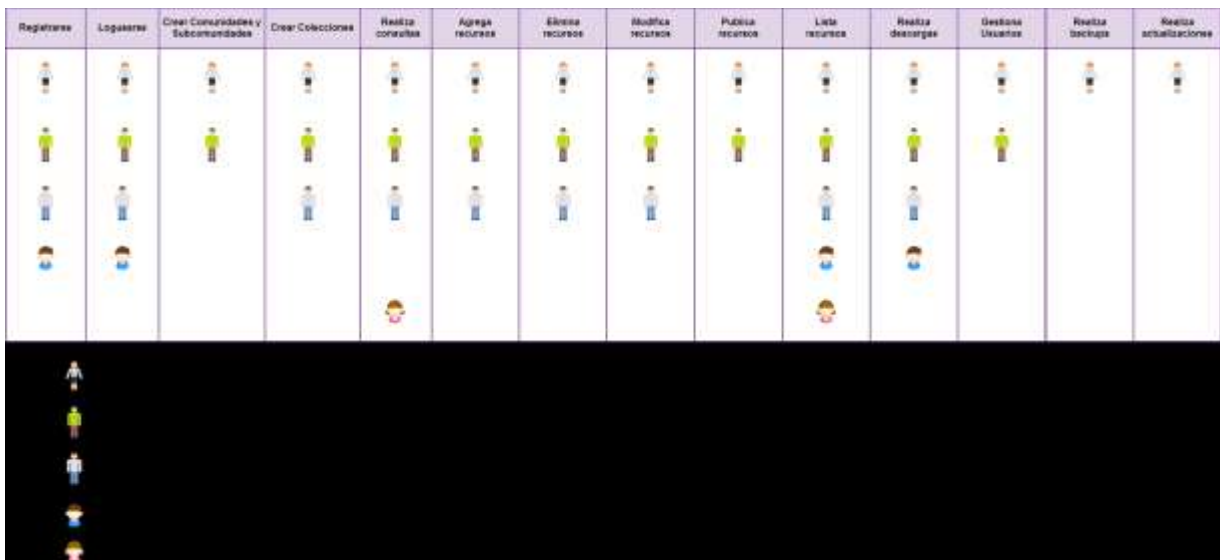 Registrarse
Loguearse
Crear Comunidades y
Subcomunidades
Crear Colecciones
Realiza
consultas
Agrega
recursos
Elimina
recursos
Modifica
recursos
Publica
recursos
Lista
recursos
Realiza
descargas
Gestiona
Usuarios
Realiza
backups
Realiza
actualizaciones